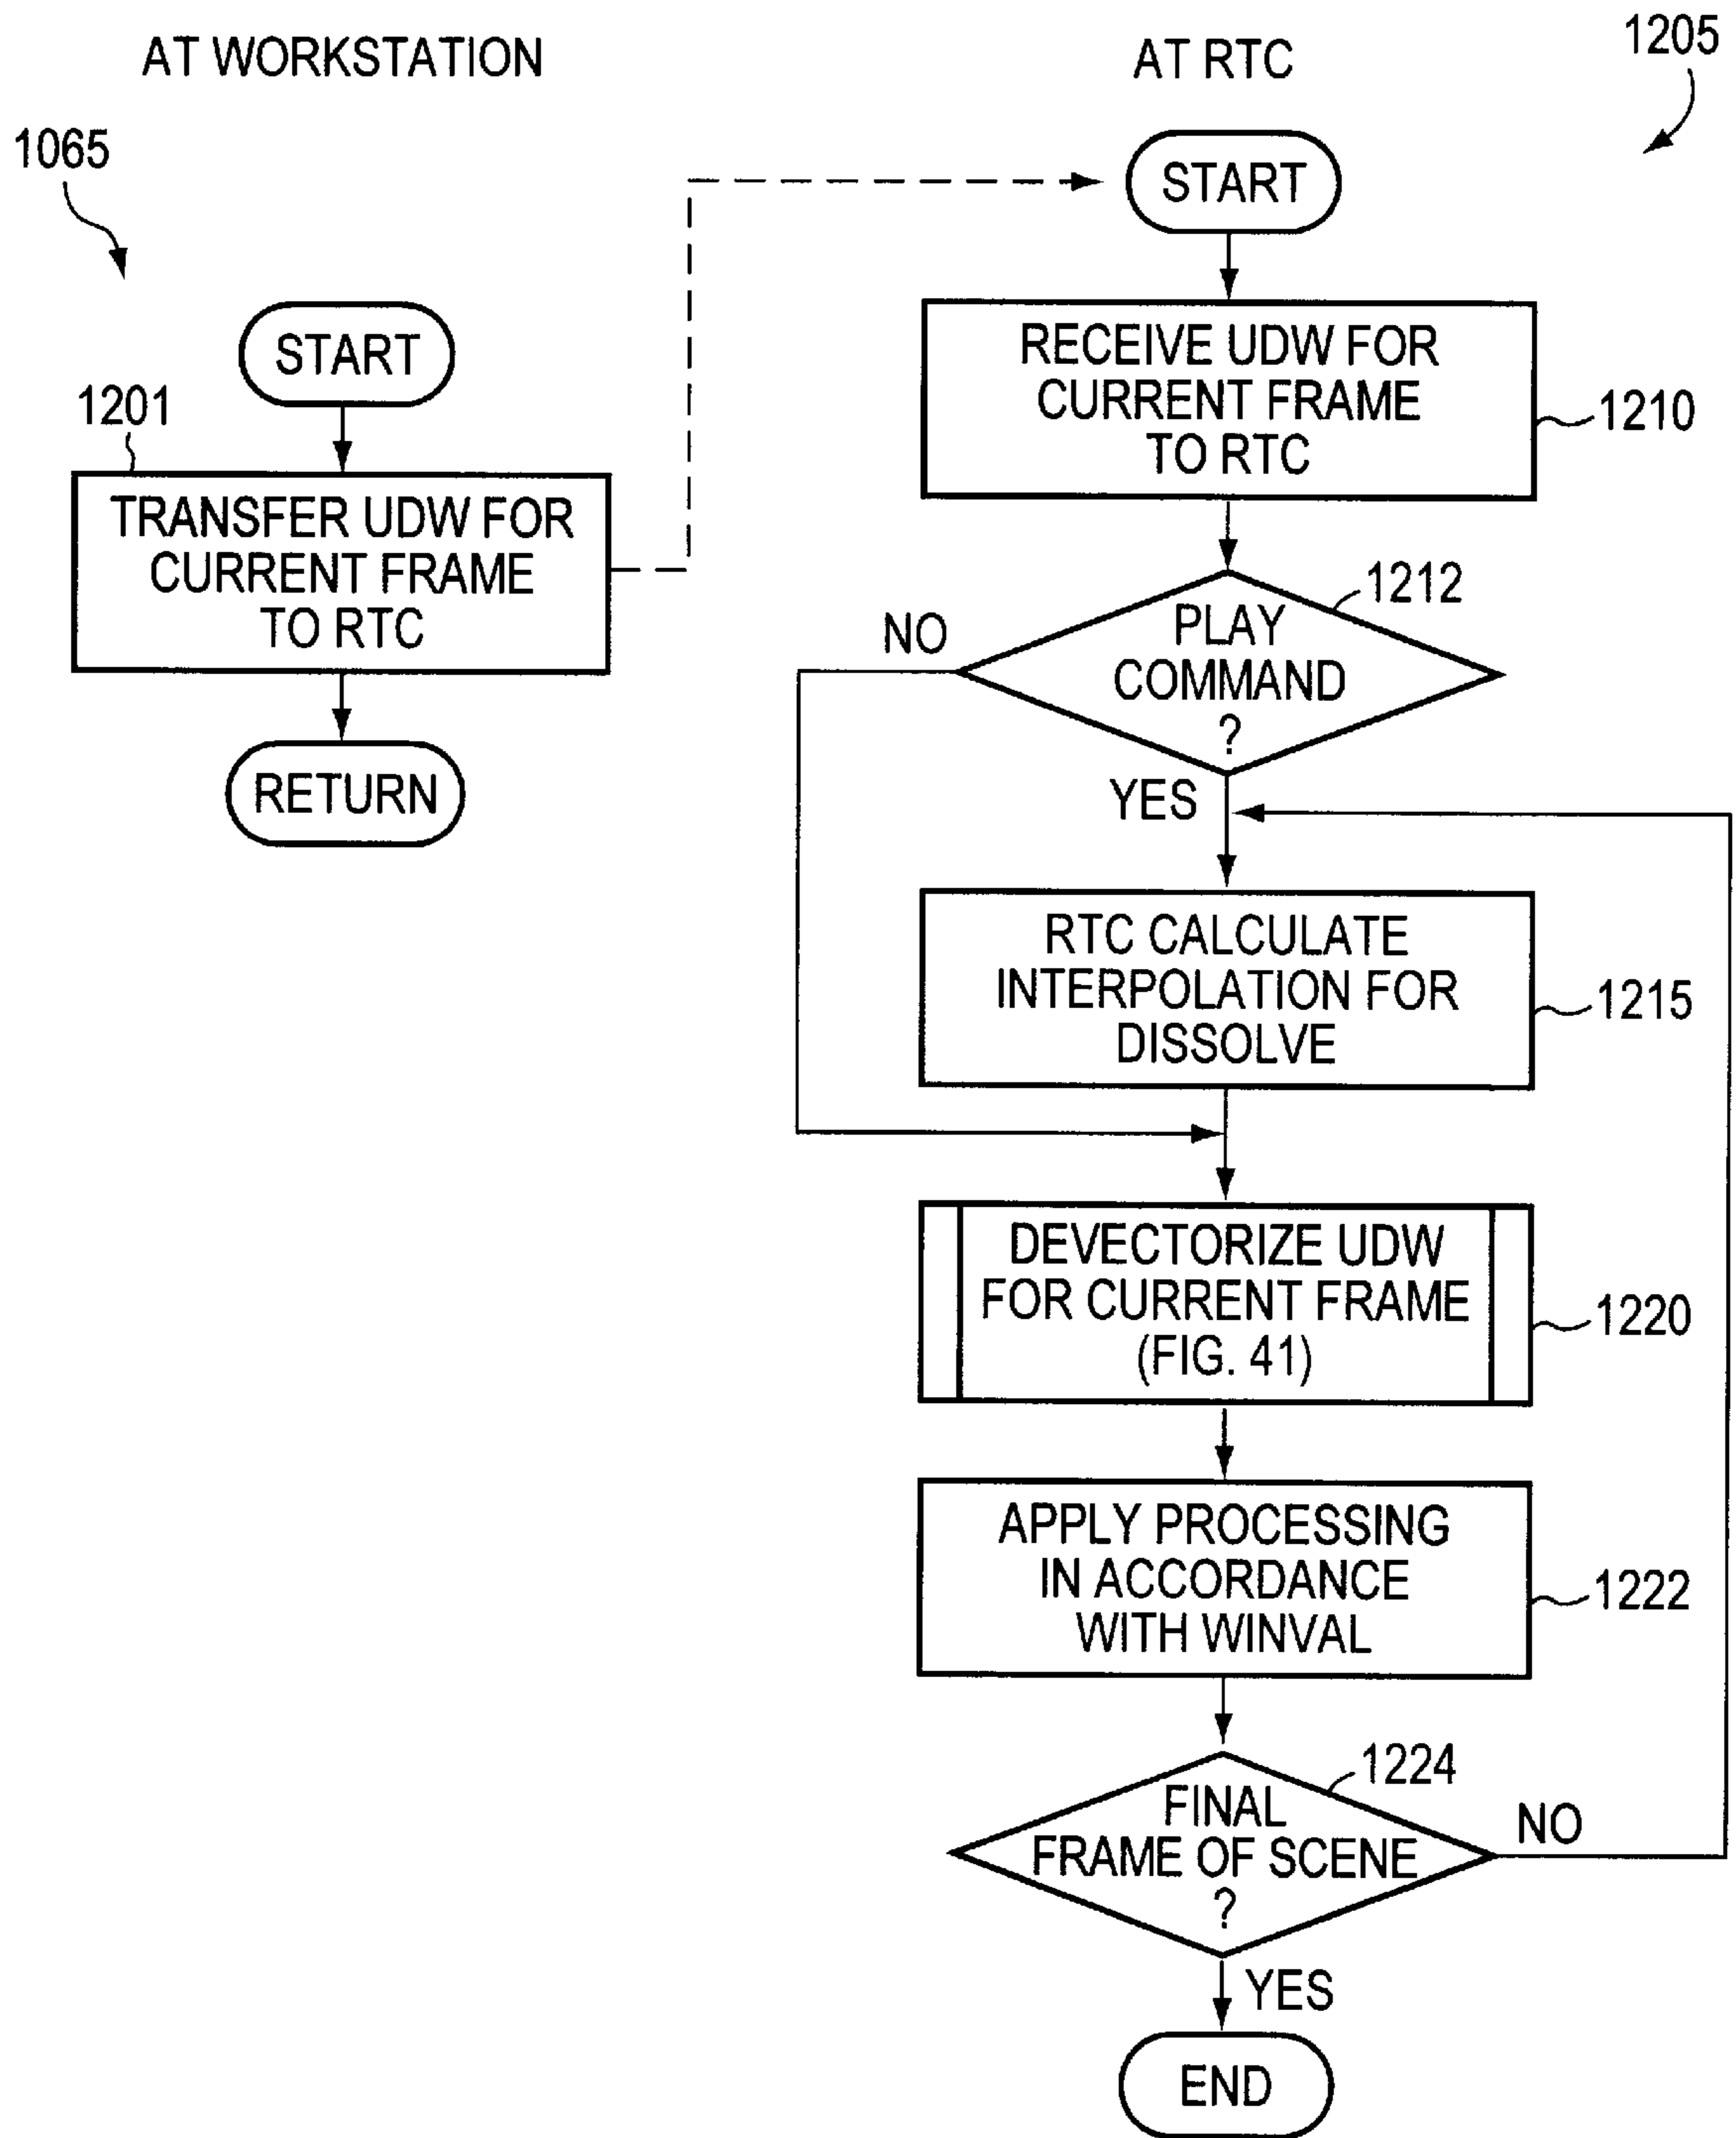 AT WORKSTATION
1065
START
1201
TRANSFER UDW FOR
CURRENT FRAME
TO RTC
RETURN
AT RTC
1205
START
RECEIVE UDW FOR
CURRENT FRAME
TO RTC
1210
1212
PLAY
COMMAND
?
NO
YES
RTC CALCULATE
INTERPOLATION FOR
DISSOLVE
1215
DEVECTORIZE UDW
FOR CURRENT FRAME
(FIG. 41)
1220
APPLY PROCESSING
IN ACCORDANCE
WITH WINVAL
1222
1224
FINAL
FRAME OF SCENE
?
NO
YES
END